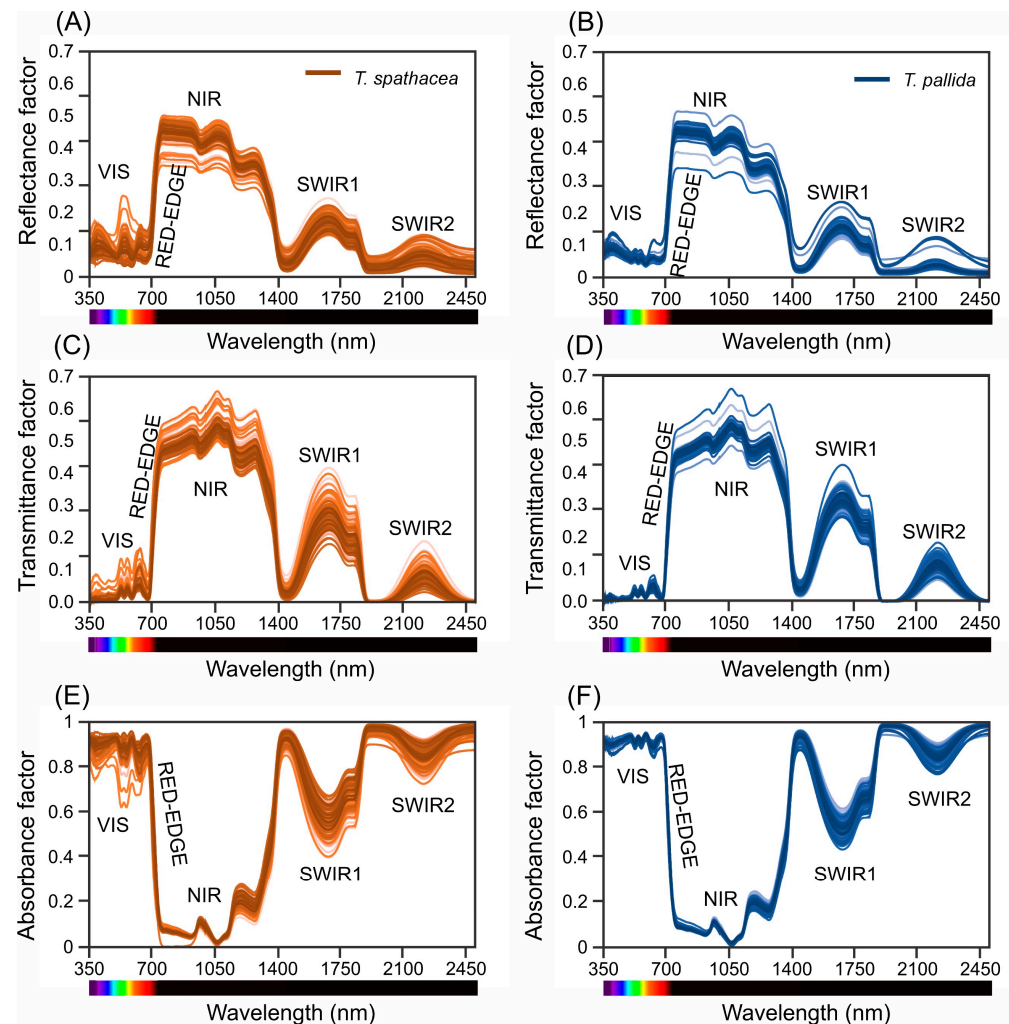 (A)
Reflectance factor
0.7
0.6
0.5
0.4
0.3
0.2
0.1
0
T. spathacea
VIS
RED-EDGE
NIR
SWIR1
SWIR2
350 700 1050 1400 1750 2100 2450
Wavelength (nm)
(B)
Reflectance factor
0.7
0.6
0.5
0.4
0.3
0.2
0.1
0
T. pallida
VIS
RED-EDGE
NIR
SWIR1
SWIR2
350 700 1050 1400 1750 2100 2450
Wavelength (nm)
(C)
Transmittance factor
0.7
0.6
0.5
0.4
0.3
0.2
0.1
0.0
VIS
RED-EDGE
NIR
SWIR1
SWIR2
350 700 1050 1400 1750 2100 2450
Wavelength (nm)
(D)
Transmittance factor
0.7
0.6
0.5
0.4
0.3
0.2
0.1
0.0
VIS
RED-EDGE
NIR
SWIR1
SWIR2
350 700 1050 1400 1750 2100 2450
Wavelength (nm)
(E)
Absorbance factor
1
0.8
0.6
0.4
0.2
0
VIS
RED-EDGE
NIR
SWIR1
SWIR2
350 700 1050 1400 1750 2100 2450
Wavelength (nm)
(F)
Absorbance factor
1
0.8
0.6
0.4
0.2
0
VIS
RED-EDGE
NIR
SWIR1
SWIR2
350 700 1050 1400 1750 2100 2450
Wavelength (nm)